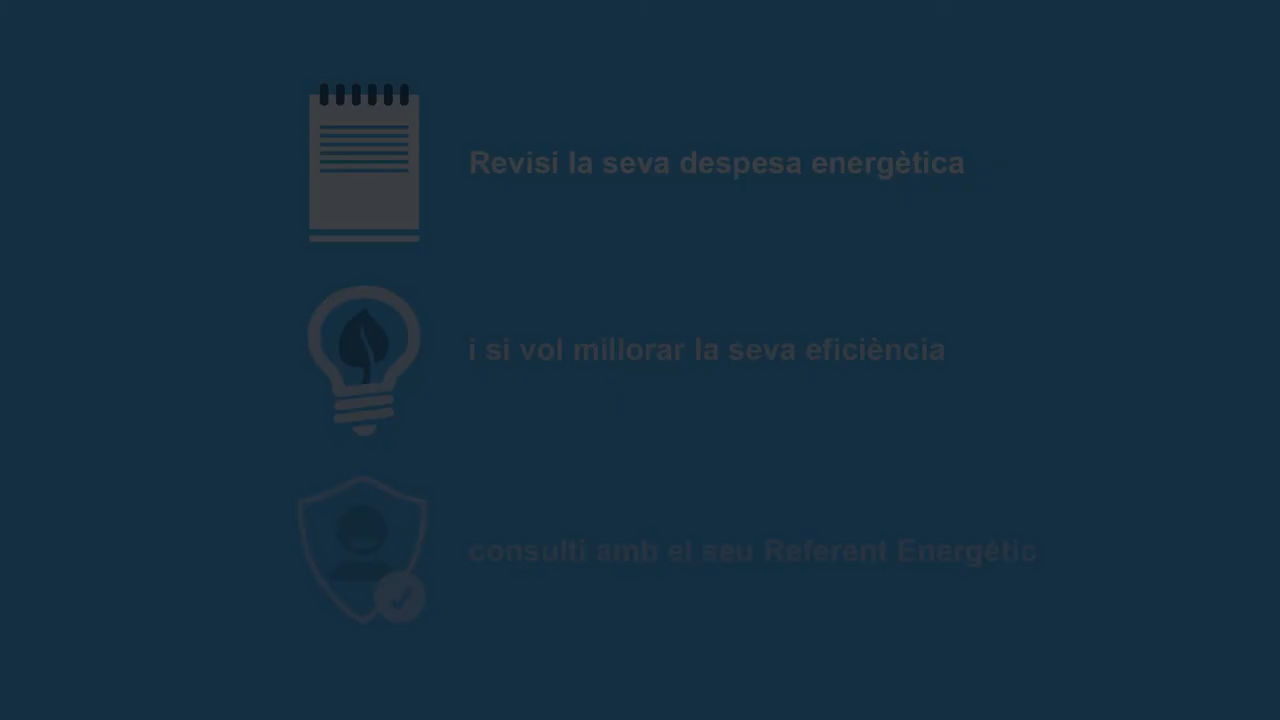 Revisi la seva despesa energètica
i si vol millorar la seva eficiència
consulti amb el seu Referent Energètic